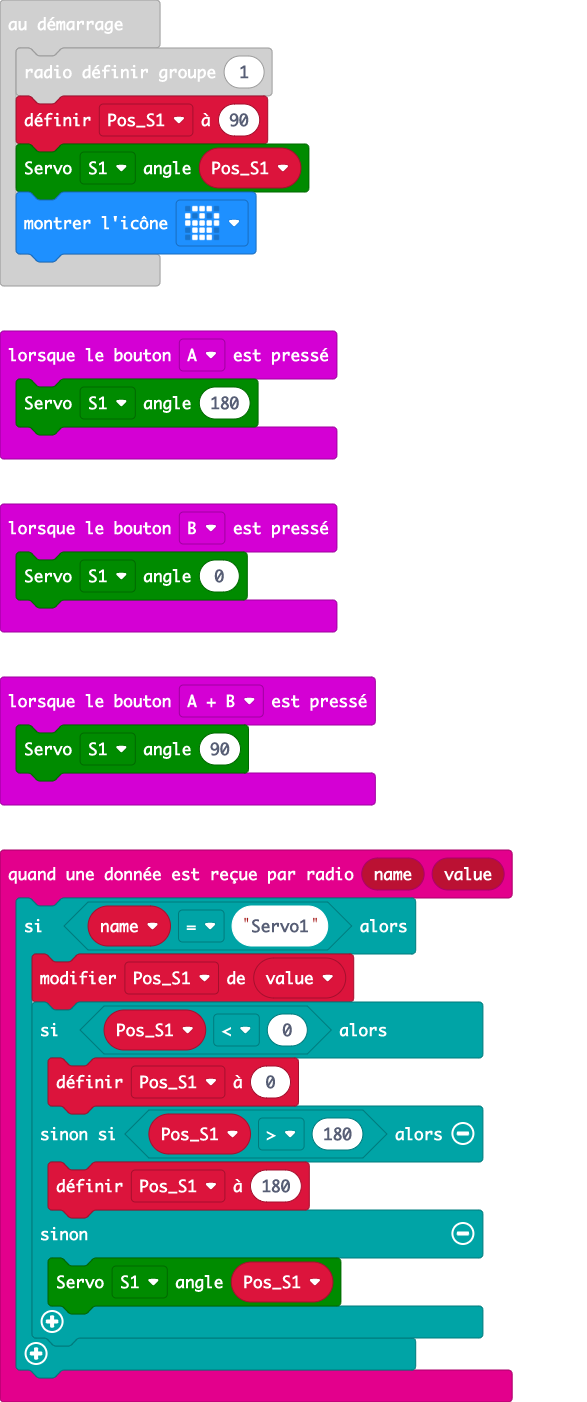 au démarrage
radio définir groupe 1
définir Pos_S1 à 90
Servo S1 angle Pos_S1
montrer l'icône
lorsque le bouton A est pressé
Servo S1 angle 180
lorsque le bouton B est pressé
Servo S1 angle 0
lorsque le bouton A + B est pressé
Servo S1 angle 90
quand une donnée est reçue par radio name value
si name = "Servo1" alors
modifier Pos_S1 de value
si Pos_S1 < 0 alors
définir Pos_S1 à 0
sinon si Pos_S1 > 180 alors
définir Pos_S1 à 180
sinon
Servo S1 angle Pos_S1